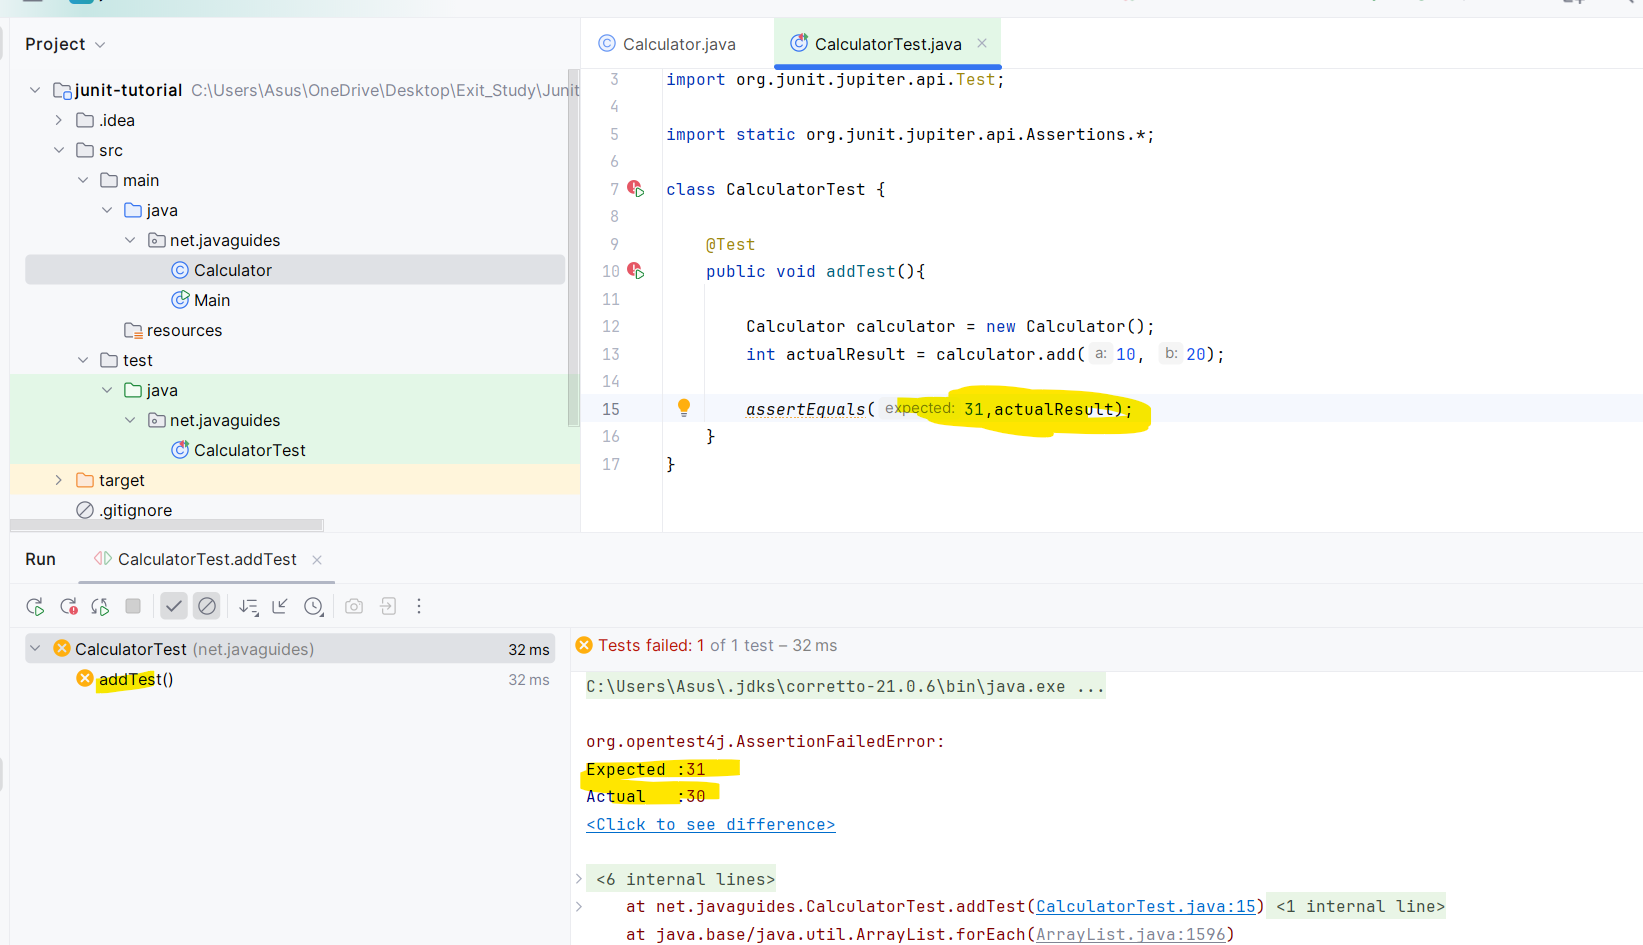 Project
Calculator.java
CalculatorTest.java
junit-tutorial C:\Users\Asus\OneDrive\Desktop\Exit_Study\Junit
.idea
src
main
java
net.javaguides
Calculator
Main
resources
test
java
net.javaguides
CalculatorTest
target
.gitignore
3 import org.junit.jupiter.api.Test;
4
5 import static org.junit.jupiter.api.Assertions.*;
6
7 class CalculatorTest {
8
9 @Test
10 public void addTest(){
11
12 Calculator calculator = new Calculator();
13 int actualResult = calculator.add( a: 10, b: 20);
14
15 assertEquals( expected: 31,actualResult);
16 }
17 }
Run CalculatorTest.addTest
CalculatorTest (net.javaguides) 32 ms
addTest() 32 ms
Tests failed: 1 of 1 test – 32 ms
C:\Users\Asus\.jdks\corretto-21.0.6\bin\java.exe ...
org.opentest4j.AssertionFailedError:
Expected :31
Actual :30
<Click to see difference>
<6 internal lines>
at net.javaguides.CalculatorTest.addTest(CalculatorTest.java:15) <1 internal line>
at java.base/java.util.ArrayList.forEach(ArrayList.java:1596)